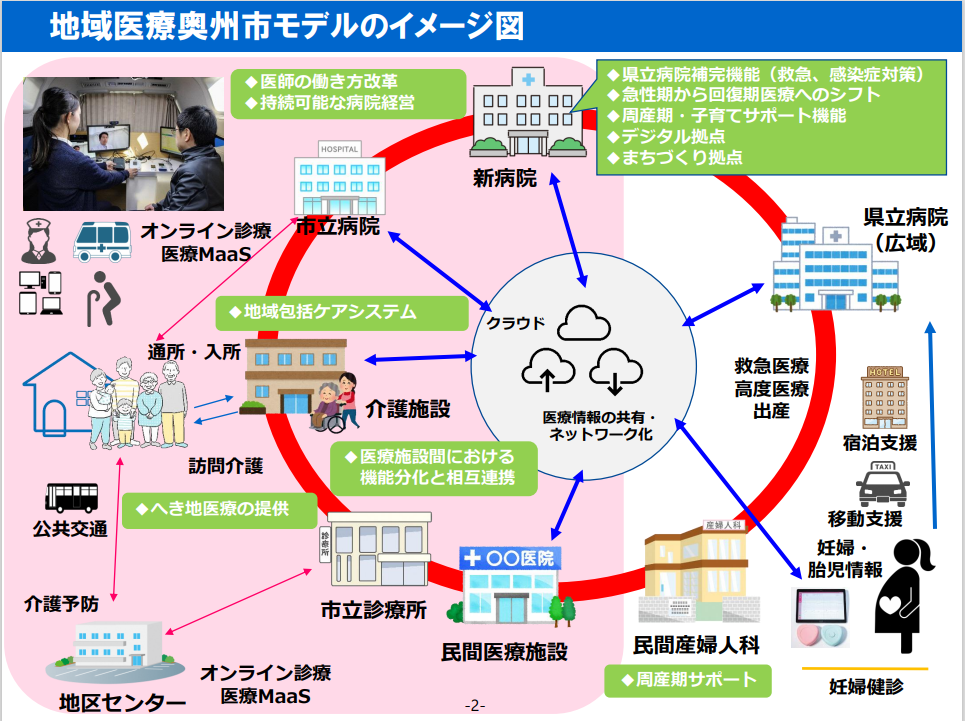 地域医療奥州市モデルのイメージ図
◆医師の働き方改革
◆持続可能な病院経営
◆県立病院補完機能（救急、感染症対策）
◆急性期から回復期医療へのシフト
◆周産期・子育てサポート機能
◆デジタル拠点
◆まちづくり拠点
HOSPITAL
新病院
市立病院
県立病院
（広域）
オンライン診療
医療MaaS
◆地域包括ケアシステム
クラウド
通所・入所
介護施設
医療情報の共有・
ネットワーク化
救急医療
高度医療
出産
HOTEL
宿泊支援
◆医療施設間における
機能分化と相互連携
訪問介護
TAXI
移動支援
公共交通
◆へき地医療の提供
診療所
産婦人科
〇〇医院
妊婦・
胎児情報
介護予防
市立診療所
民間医療施設
民間産婦人科
オンライン診療
医療MaaS
◆周産期サポート
妊婦健診
地区センター
-2-